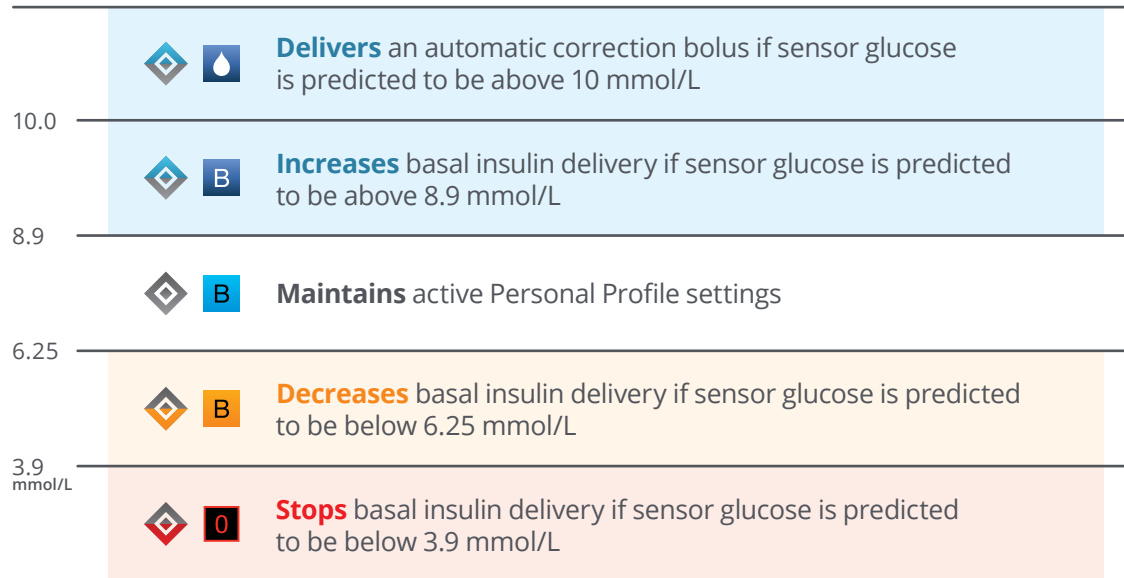 Delivers an automatic correction bolus if sensor glucose
is predicted to be above 10 mmol/L
10.0
B
Increases basal insulin delivery if sensor glucose is predicted
to be above 8.9 mmol/L
8.9
B
Maintains active Personal Profile settings
6.25
B
Decreases basal insulin delivery if sensor glucose is predicted
to be below 6.25 mmol/L
3.9
mmol/L
0
Stops basal insulin delivery if sensor glucose is predicted
to be below 3.9 mmol/L